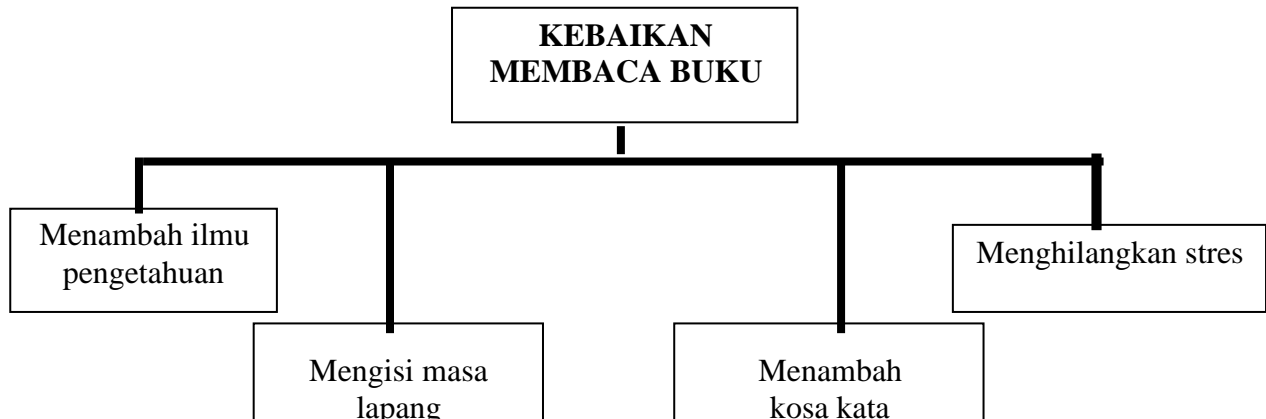 KEBAIKAN
MEMBACA BUKU
Menambah ilmu
pengetahuan
Menghilangkan stres
Mengisi masa
lapang
Menambah
kosa kata